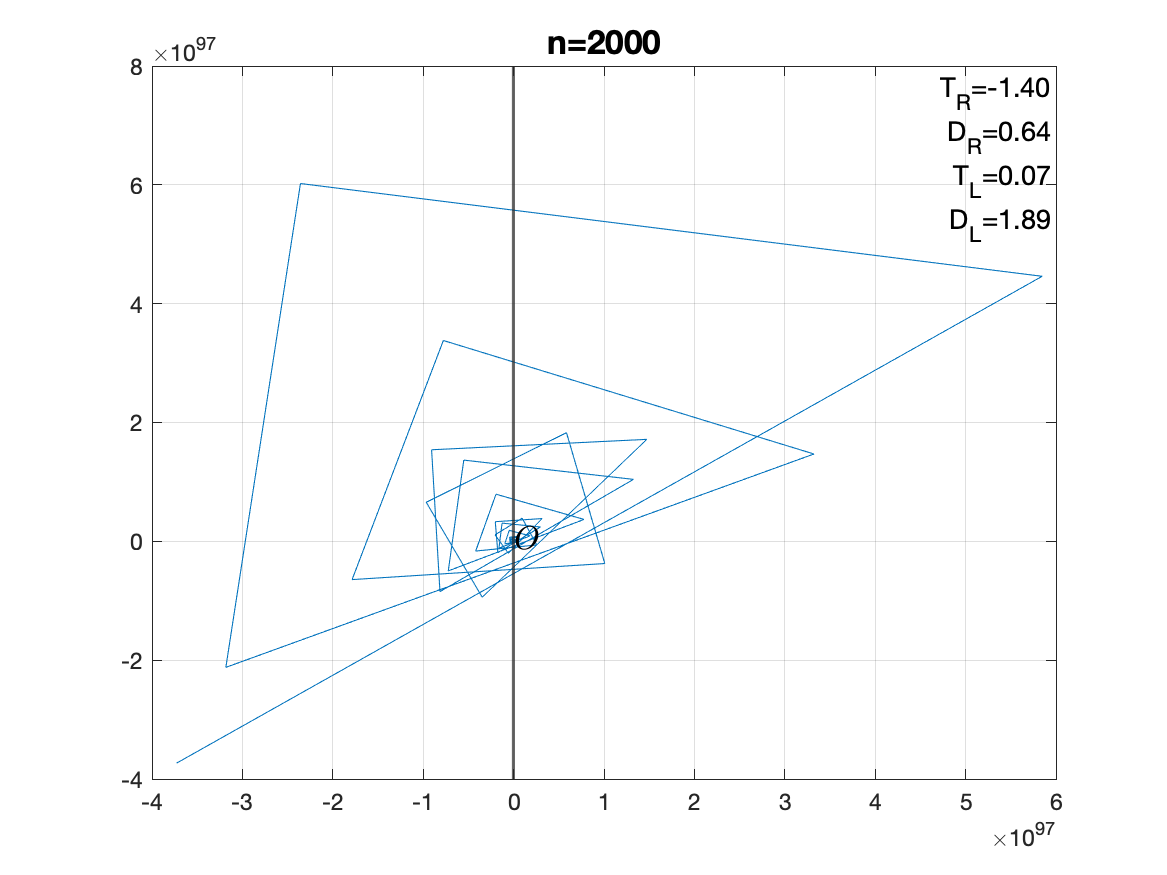 n=2000
×10^97
T_R=-1.40
D_R=0.64
T_L=0.07
D_L=1.89
8
6
4
2
0
-2
-4
O
-4 -3 -2 -1 0 1 2 3 4 5 6
×10^97